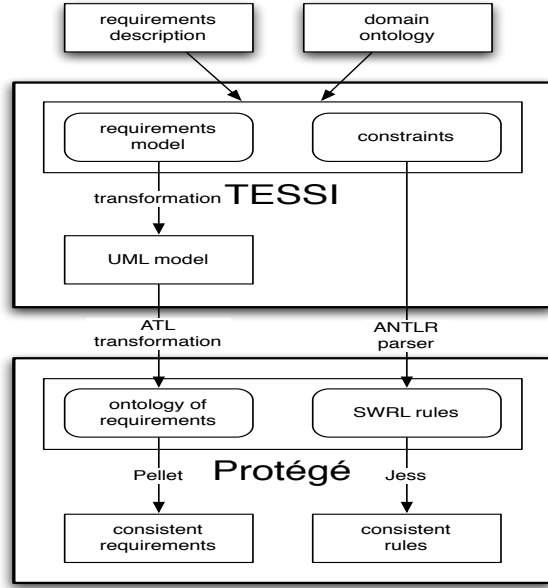 requirements
description
domain
ontology
requirements
model
constraints
transformation
TESSI
UML model
ATL
transformation
ANTLR
parser
ontology of
requirements
SWRL rules
Pellet
Protégé
Jess
consistent
requirements
consistent
rules